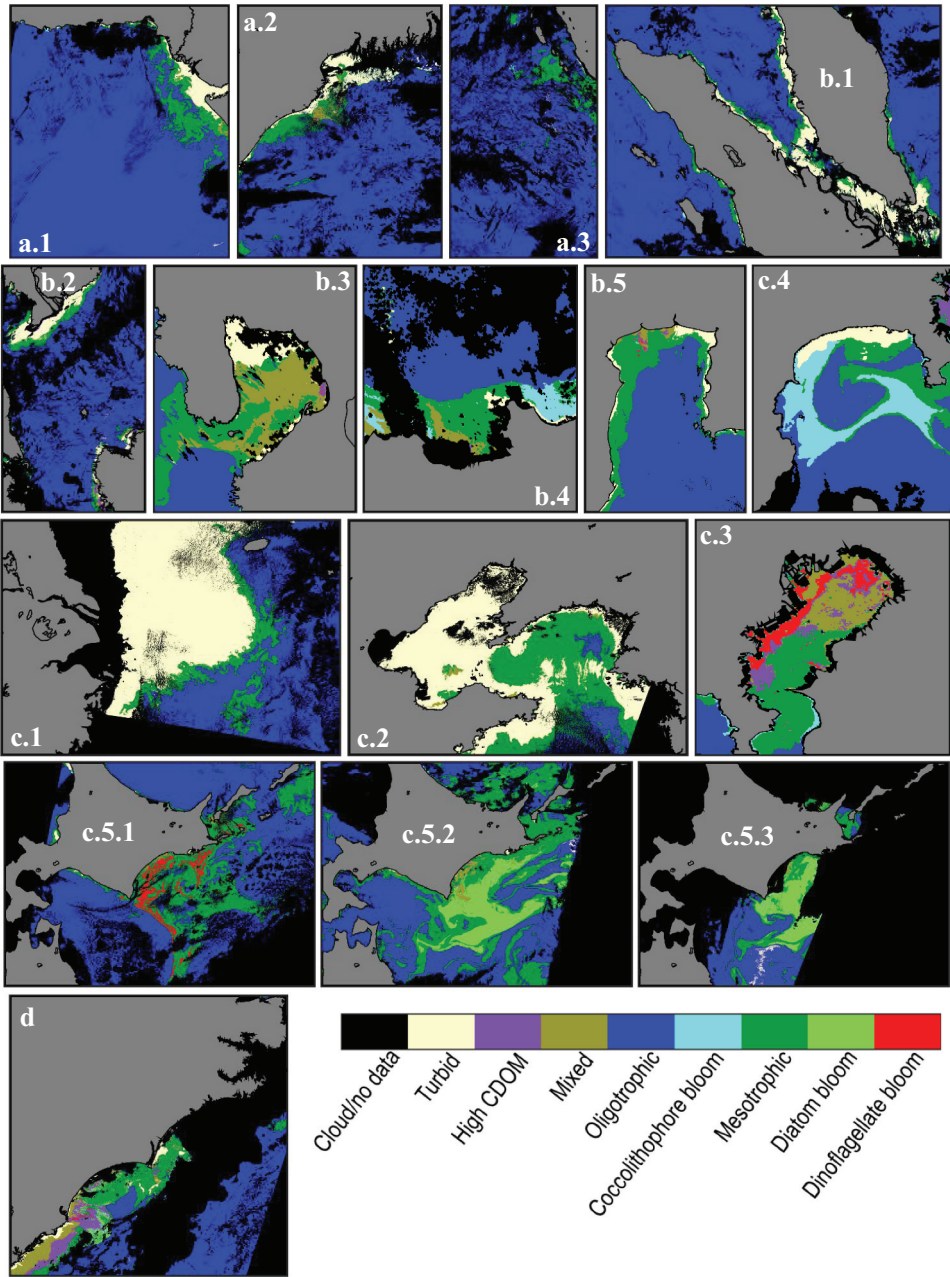 a.1
a.2
a.3
b.1
b.2
b.3
b.4
b.5
c.4
c.1
c.2
c.3
c.5.1
c.5.2
c.5.3
d
Cloud/no data
Turbid
High CDOM
Mixed
Oligotrophic
Coccolithophore bloom
Mesotrophic
Diatom bloom
Dinoflagellate bloom